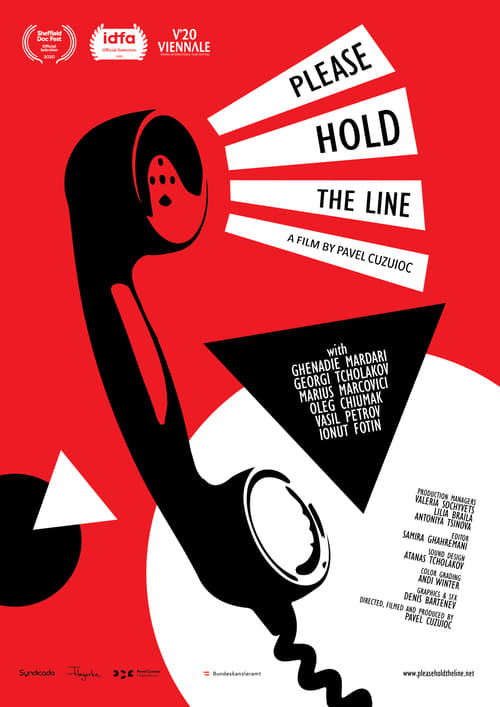 Sheffield
Doc Fest
Official
Selection
2020
idfa
Official Selection
V'20
VIENNALE
PLEASE
HOLD
THE LINE
A FILM BY PAVEL CUZUIOC
with
GHENADIE MARDARI
GEORGI TCHOLAKOV
MARIUS MARCOVICI
OLEG CHIUMAK
VASIL PETROV
IONUT FOTIN
PRODUCTION MANAGERS
VALERIA SOCHYVETS
LILIA BRAILA
ANTONIYA TSINOVA
EDITOR
SAMIRA GHAHREMANI
SOUND DESIGN
ATANAS TCHOLAKOV
COLOR GRADING
ANDI WINTER
GRAPHICS & SFX
DENIS BARTENEV
DIRECTED, FILMED AND PRODUCED BY
PAVEL CUZUIOC
Syndicado
Bundeskanzleramt
www.pleaseholdtheline.net